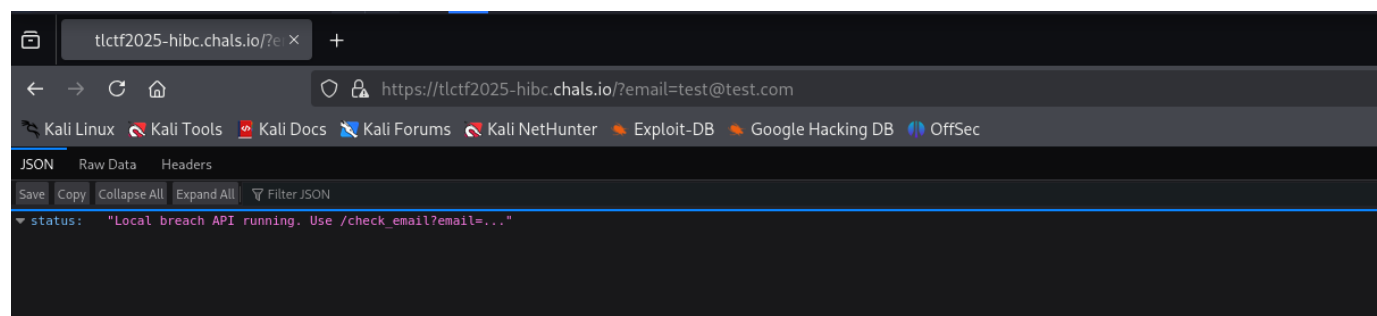 tlctf2025-hibc.chals.io/?e
https://tlctf2025-hibc.chals.io/?email=test@test.com
Kali Linux Kali Tools Kali Docs Kali Forums Kali NetHunter Exploit-DB Google Hacking DB OffSec
JSON Raw Data Headers
Save Copy Collapse All Expand All Filter JSON
status: "Local breach API running. Use /check_email?email=..."